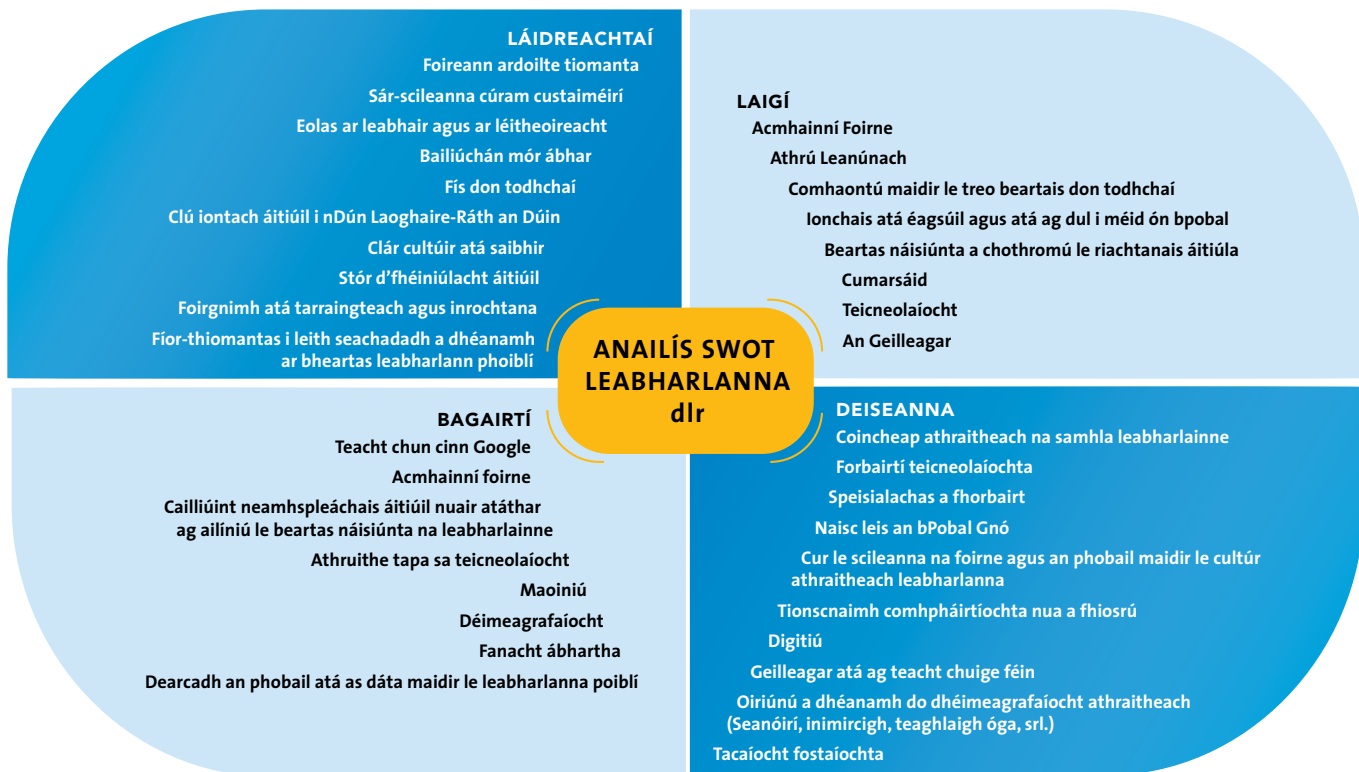 LÁIDREACHTAÍ
Foireann ardoilte tiomanta
Sár-scileanna cúram custaiméirí
Eolas ar leabhair agus ar léitheoireacht
Bailiúchán mór ábhar
Fís don todhchaí
Clú iontach áitiúil i nDún Laoghaire-Ráth an Dúin
Clár cultúir atá saibhir
Stór d'fhéiniúlacht áitiúil
Foirgnimh atá tarraingteach agus inrochtana
Fíor-thiomantas i leith seachadadh a dhéanamh
ar bheartas leabharlann phoiblí
LAIGÍ
Acmhainní Foirne
Athrú Leanúnach
Comhaontú maidir le treo beartais don todhchaí
Ionchais atá éagsúil agus atá ag dul i méid ón bpobal
Beartas náisiúnta a chothromú le riachtanais áitiúla
Cumarsáid
Teicneolaíocht
An Geilleagar
ANAILÍS SWOT
LEABHARLANNA
dlr
BAGAIRTÍ
Teacht chun cinn Google
Acmhainní foirne
Cailliúint neamhspleáchais áitiúil nuair atáthar
ag ailíniú le beartas náisiúnta na leabharlainne
Athruithe tapa sa teicneolaíocht
Maoiniú
Déimeagrafaíocht
Fanacht ábhartha
Dearcadh an phobail atá as dáta maidir le leabharlanna poiblí
DEISEANNA
Coincheap athraitheach na samhla leabharlainne
Forbairtí teicneolaíochta
Speisialachas a fhorbairt
Naisc leis an bPobal Gnó
Cur le scileanna na foirne agus an phobail maidir le cultúr
athraitheach leabharlanna
Tionscnaimh comhpháirtíochta nua a fhiosrú
Digitiú
Geilleagar atá ag teacht chuige féin
Oiriúnú a dhéanamh do dhéimeagrafaíocht athraitheach
(Seanóirí, inimircigh, teaghlaigh óga, srl.)
Tacaíocht fostaíochta